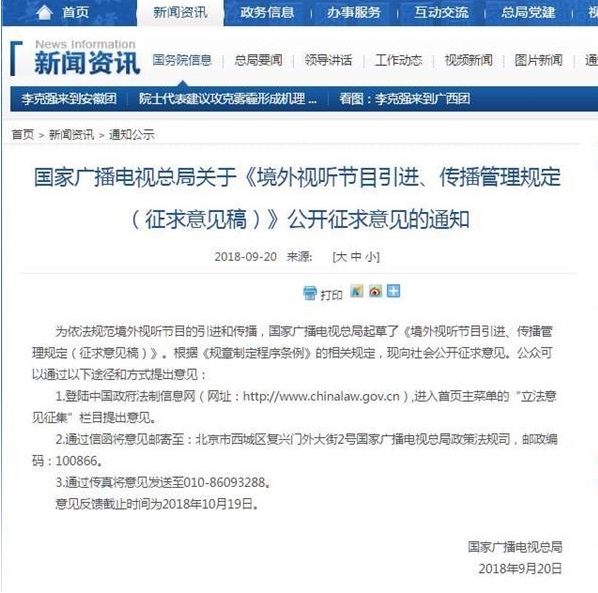 首页 新闻资讯 政务信息 办事服务 互动交流 总局党建
News Information
新闻资讯 国务院信息 总局要闻 领导讲话 工作动态 视频新闻 图片新闻
李克强来到安徽团 院士代表建议攻克雾霾形成机理 ... 看图：李克强来到广西团
首页 > 新闻资讯 > 通知公示
国家广播电视总局关于《境外视听节目引进、传播管理规定
（征求意见稿）》公开征求意见的通知
2018-09-20 来源: [大 中 小]
打印
为依法规范境外视听节目的引进和传播，国家广播电视总局起草了《境外视听节目引进、传播管
理规定（征求意见稿）》。根据《规章制定程序条例》的相关规定，现向社会公开征求意见。公众可
以通过以下途径和方式提出意见：
1.登陆中国政府法制信息网（网址：http://www.chinalaw.gov.cn）,进入首页主菜单的“立法意
见征集”栏目提出意见。
2.通过信函将意见邮寄至：北京市西城区复兴门外大街2号国家广播电视总局政策法规司，邮政编
码：100866。
3.通过传真将意见发送至010-86093288。
意见反馈截止时间为2018年10月19日。
国家广播电视总局
2018年9月20日